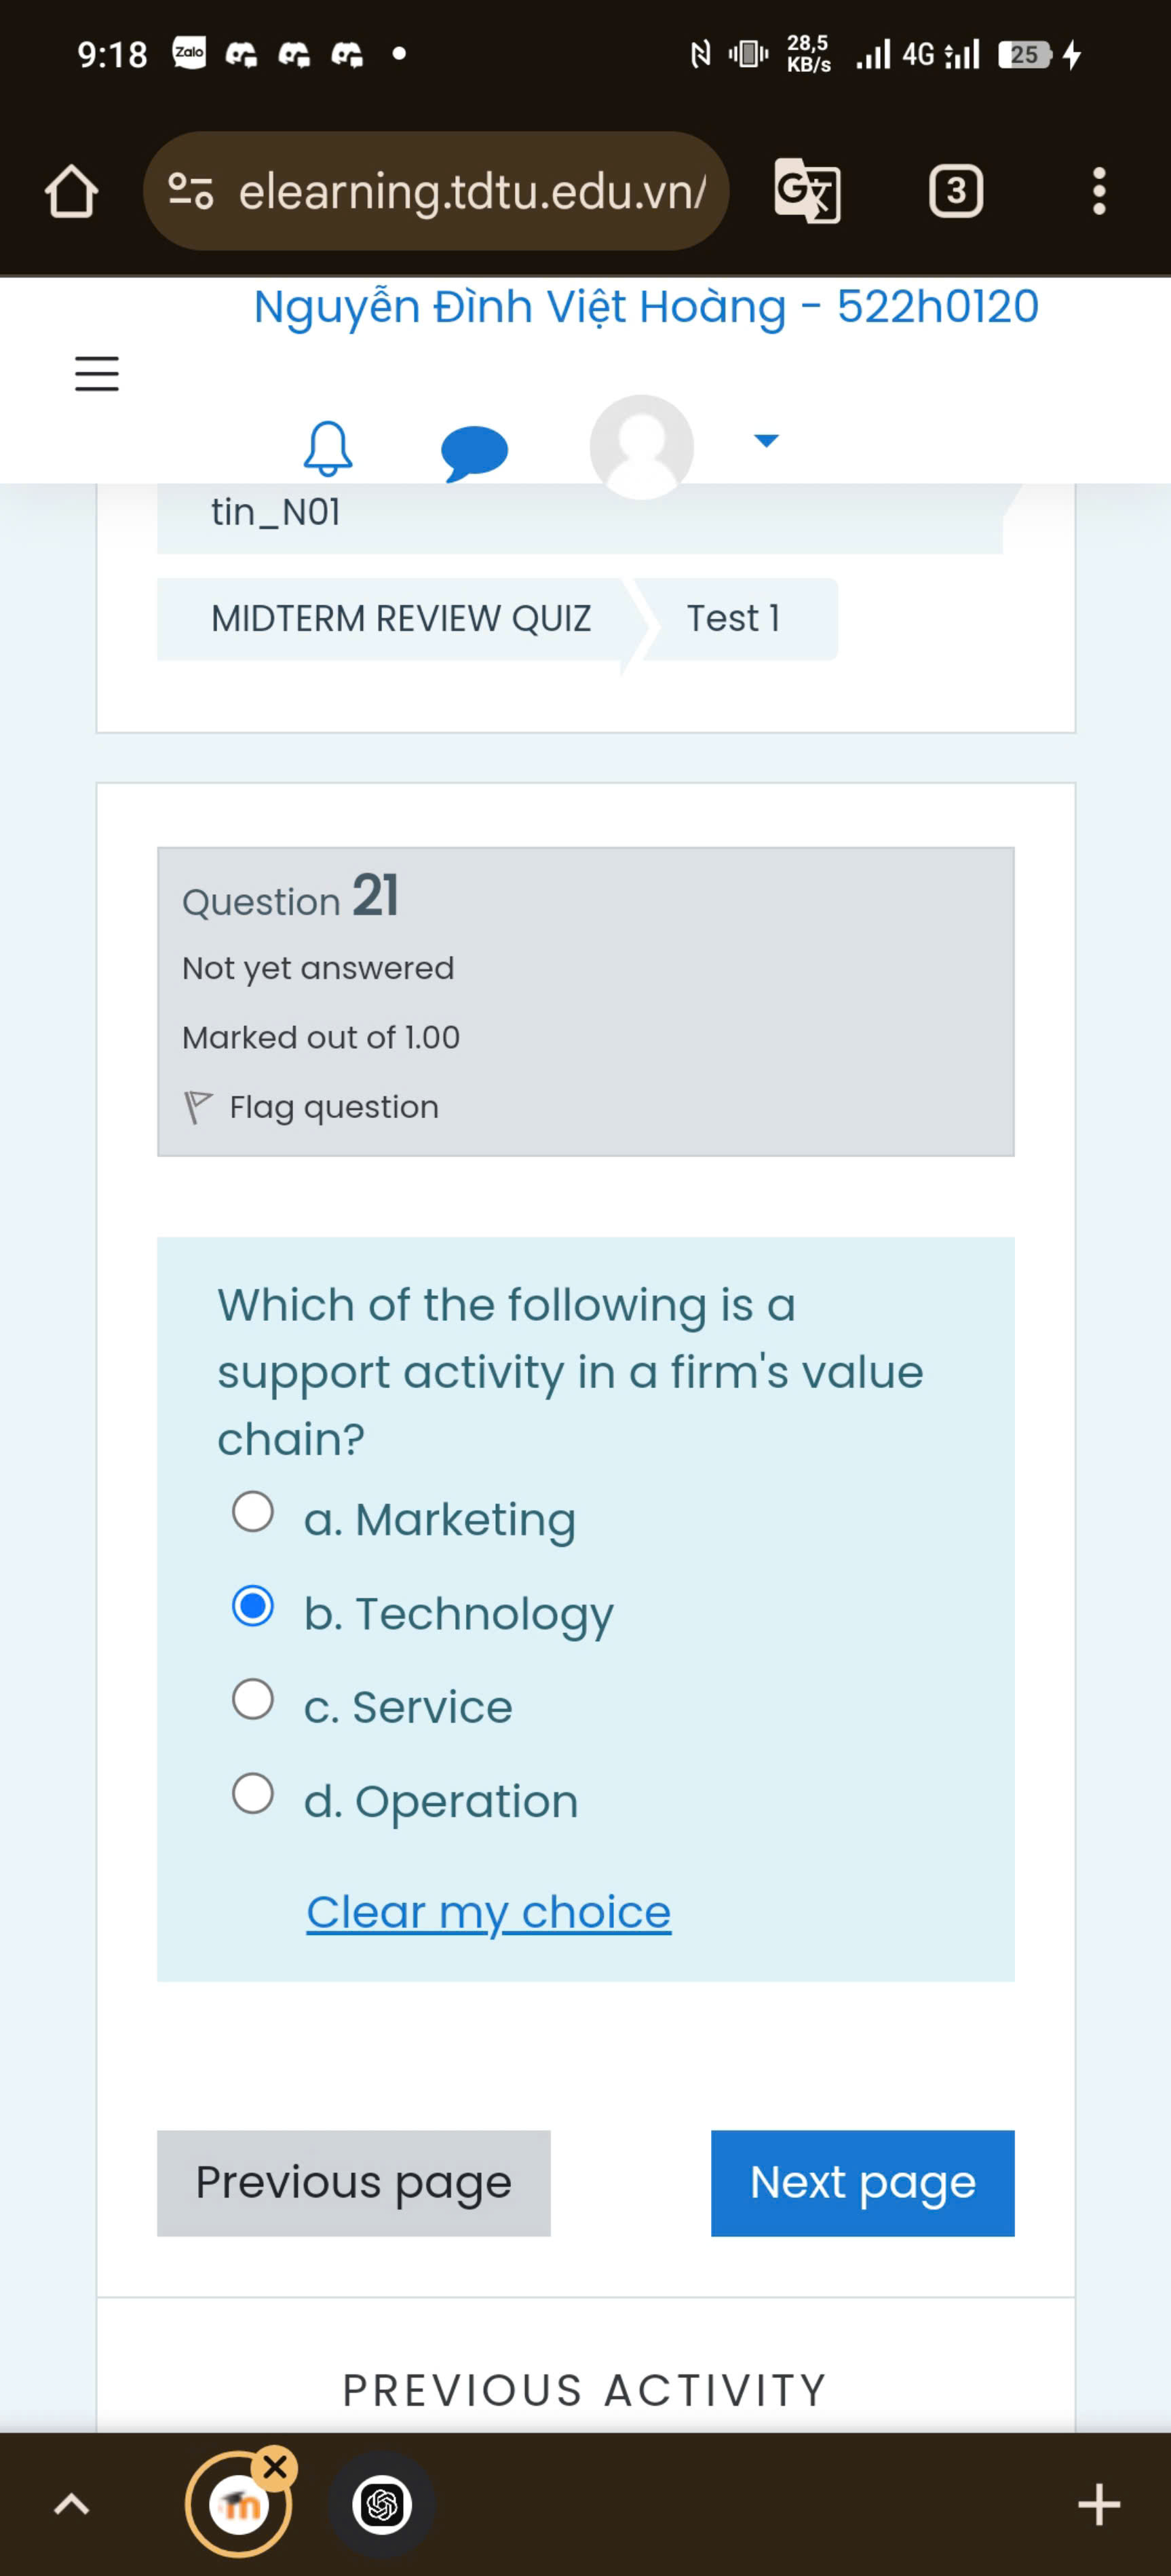 9:18 Zalo 28,5 KB/s 4G 25
elearning.tdtu.edu.vn/ 3
Nguyễn Đình Việt Hoàng - 522h0120
tin_N01
MIDTERM REVIEW QUIZ Test 1
Question 21
Not yet answered
Marked out of 1.00
Flag question
Which of the following is a
support activity in a firm's value
chain?
a. Marketing
b. Technology
c. Service
d. Operation
Clear my choice
Previous page Next page
PREVIOUS ACTIVITY